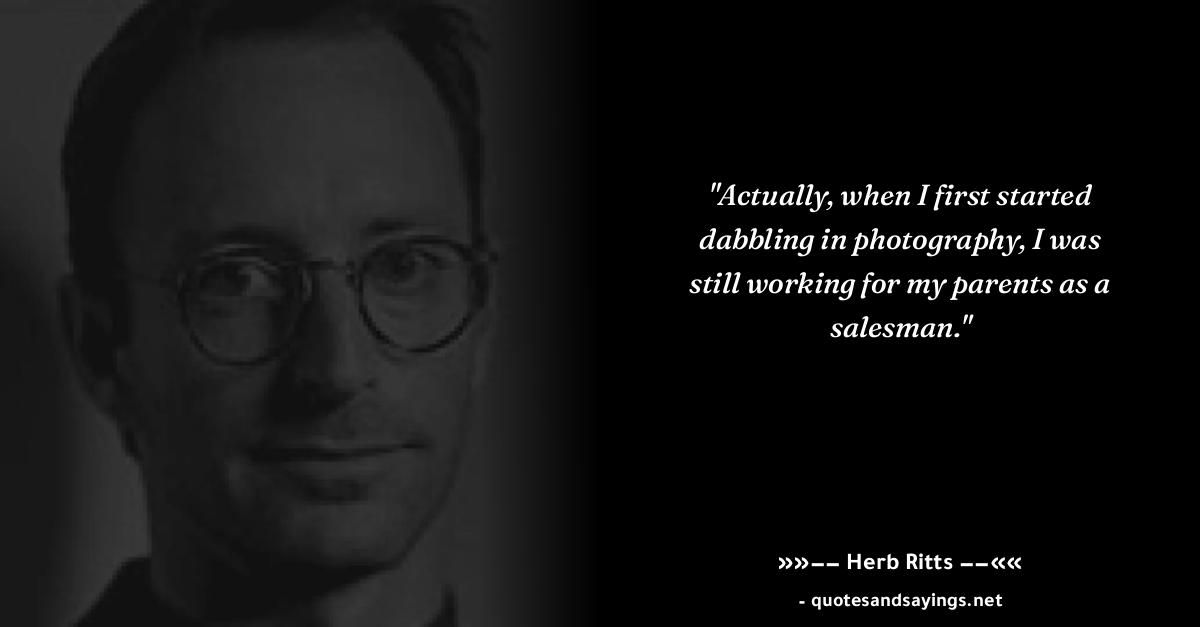 "Actually, when I first started
dabbling in photography, I was
still working for my parents as a
salesman."
»»−− Herb Ritts −−««
- quotesandsayings.net